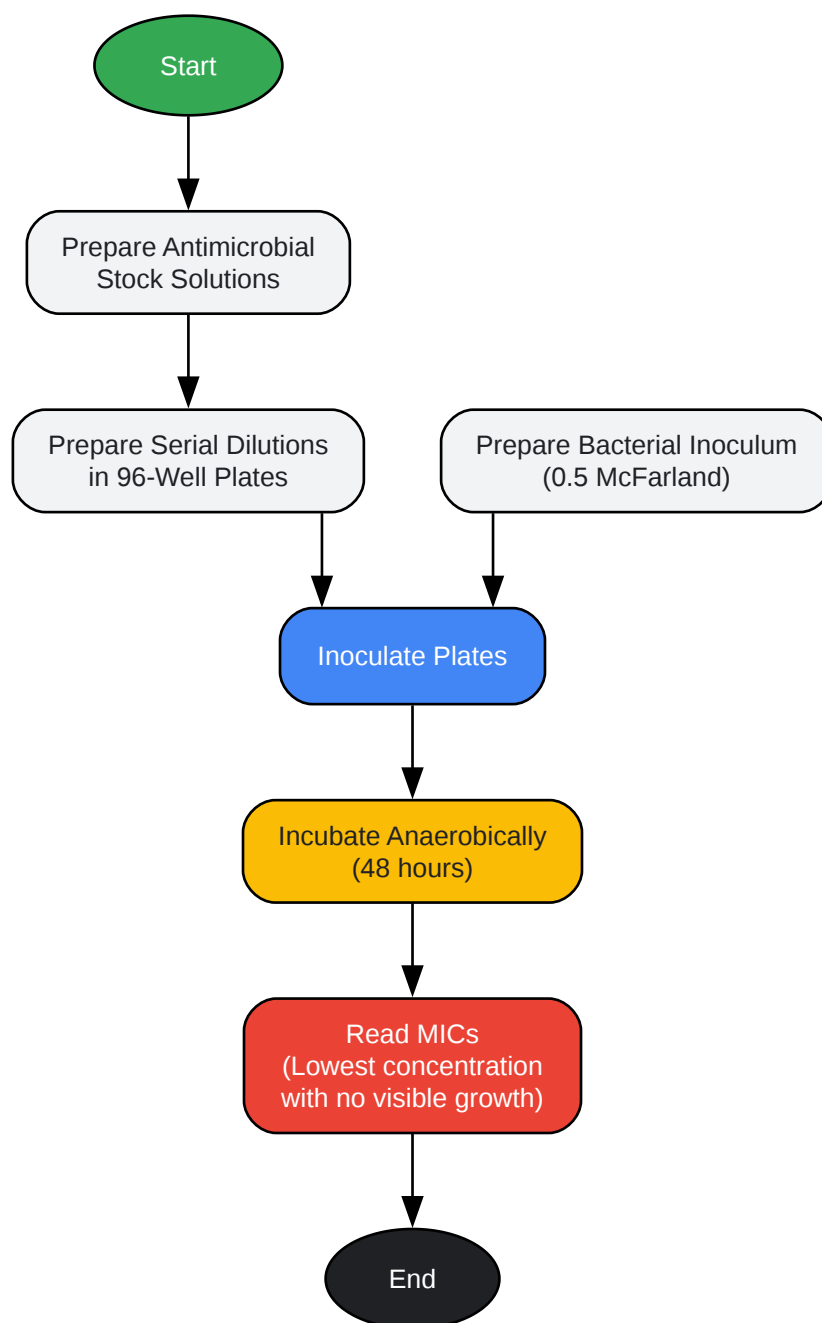 Start
Prepare Antimicrobial
Stock Solutions
Prepare Serial Dilutions
in 96-Well Plates
Prepare Bacterial Inoculum
(0.5 McFarland)
Inoculate Plates
Incubate Anaerobically
(48 hours)
Read MICs
(Lowest concentration
with no visible growth)
End